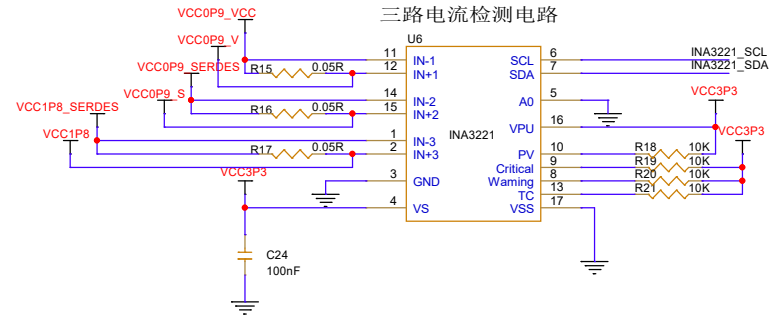 三路电流检测电路
VCC0P9_VCC
VCC0P9_V
VCC0P9_SERDES
VCC0P9_S
VCC1P8_SERDES
VCC1P8
VCC3P3
R15 0.05R
R16 0.05R
R17 0.05R
C24
100nF
U6
INA3221
11 IN-1
12 IN+1
14 IN-2
15 IN+2
1 IN-3
2 IN+3
3 GND
4 VS
SCL 6 INA3221_SCL
SDA 7 INA3221_SDA
A0 5
VPU 16
PV 10
Critical 9
Warning 8
TC 13
VSS 17
VCC3P3
VCC3P3
R18 10K
R19 10K
R20 10K
R21 10K